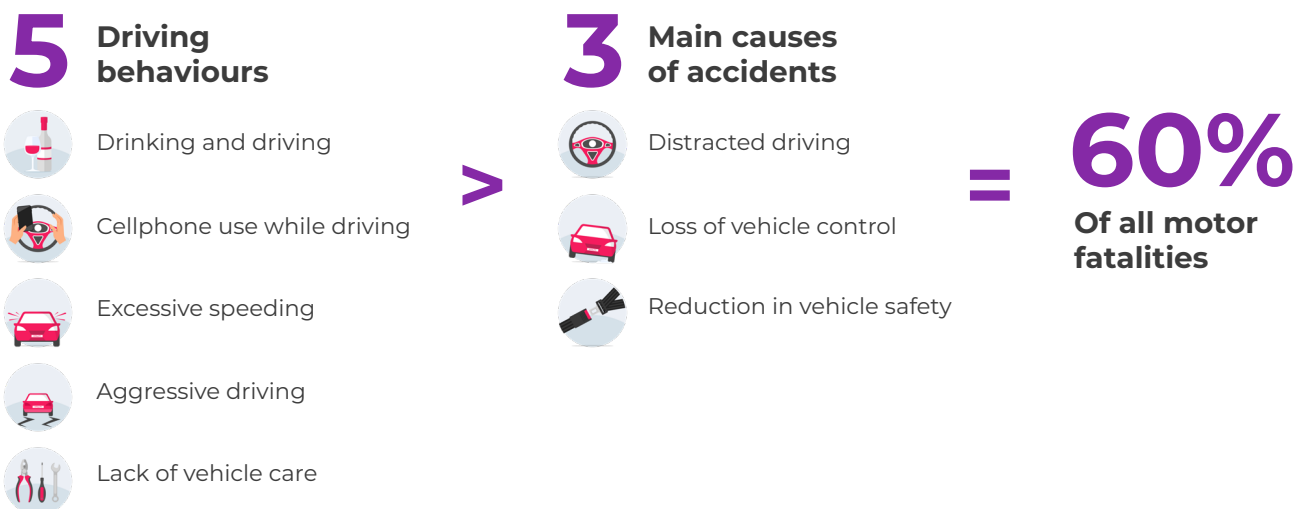 5
Driving
behaviours
Drinking and driving
Cellphone use while driving
Excessive speeding
Aggressive driving
Lack of vehicle care
>
3
Main causes
of accidents
Distracted driving
Loss of vehicle control
Reduction in vehicle safety
=
60%
Of all motor
fatalities